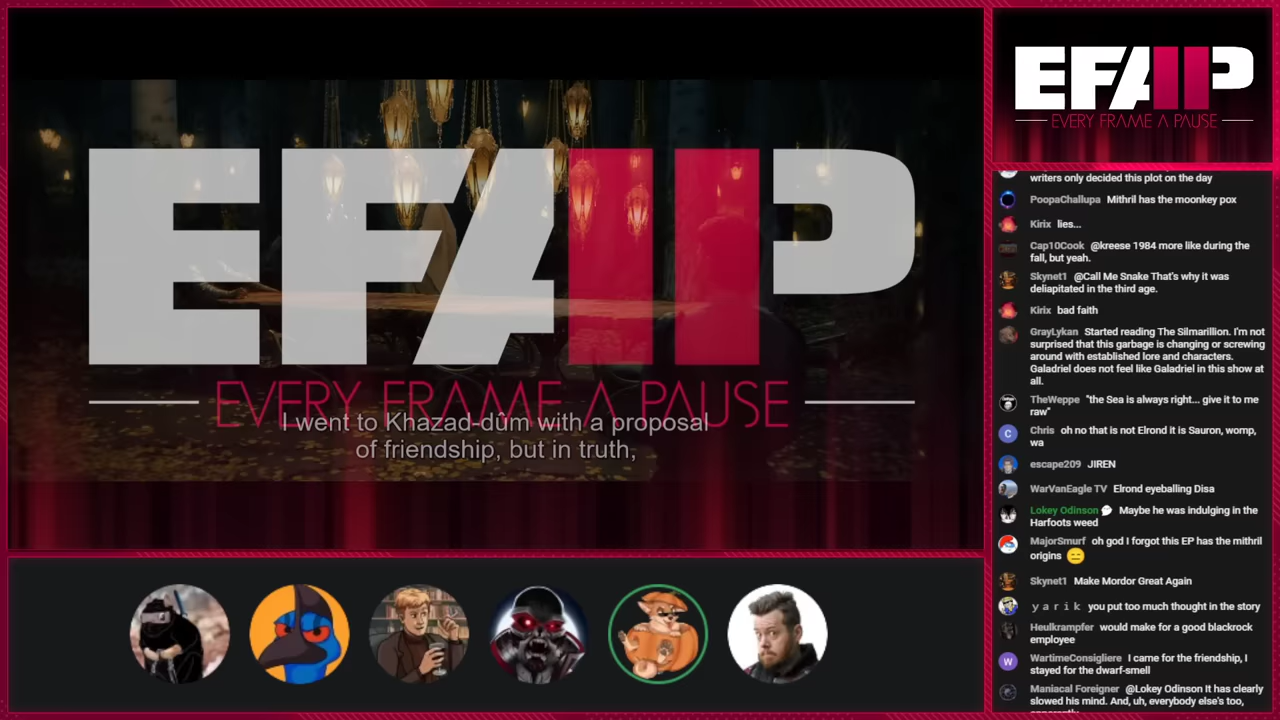 EFAP
EVERY FRAME A PAUSE
I went to Khazad-dûm with a proposal
of friendship, but in truth,
EFAP
EVERY FRAME A PAUSE
writers only decided this plot on the day
PoopaChallupa Mithril has the moonkey pox
Kirix lies...
Cap10Cook @kreese 1984 more like during the
fall, but yeah.
Skynet1 @Call Me Snake That's why it was
deliapitated in the third age.
Kirix bad faith
GrayLykan Started reading The Silmarillion. I'm not
surprised that this garbage is changing or screwing
around with established lore and characters.
Galadriel does not feel like Galadriel in this show at
all.
TheWeppe "the Sea is always right... give it to me
raw"
C
Chris oh no that is not Elrond it is Sauron, womp,
wa
escape209 JIREN
WarVanEagle TV Elrond eyeballing Disa
Lokey Odinson Maybe he was indulging in the
Harfoots weed
MajorSmurf oh god I forgot this EP has the mithril
origins 😑
Skynet1 Make Mordor Great Again
y a r i k you put too much thought in the story
Heulkrampfer would make for a good blackrock
employee
W
WartimeConsigliere I came for the friendship, I
stayed for the dwarf-smell
Maniacal Foreigner @Lokey Odinson It has clearly
slowed his mind. And, uh, everybody else's too,